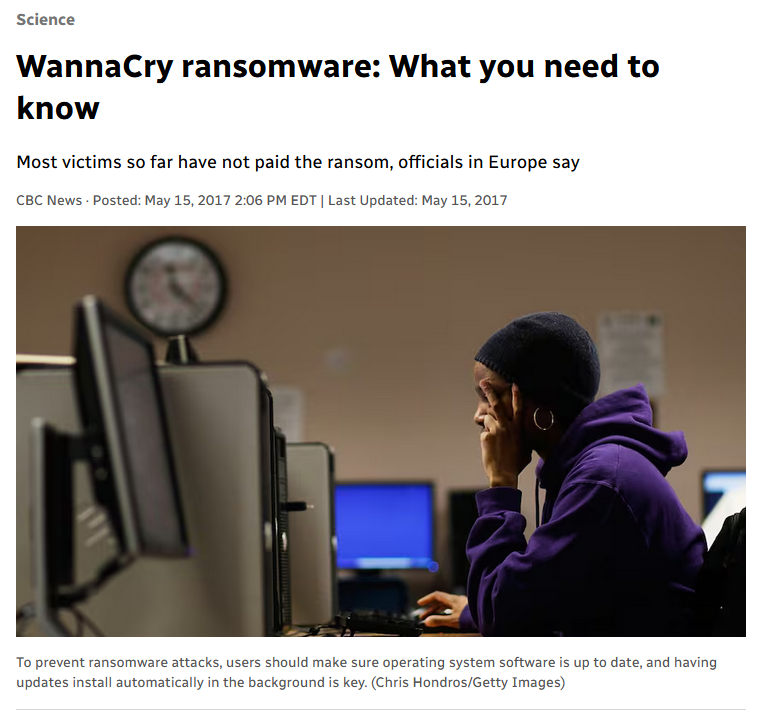 Science
WannaCry ransomware: What you need to
know
Most victims so far have not paid the ransom, officials in Europe say
CBC News · Posted: May 15, 2017 2:06 PM EDT | Last Updated: May 15, 2017
To prevent ransomware attacks, users should make sure operating system software is up to date, and having
updates install automatically in the background is key. (Chris Hondros/Getty Images)